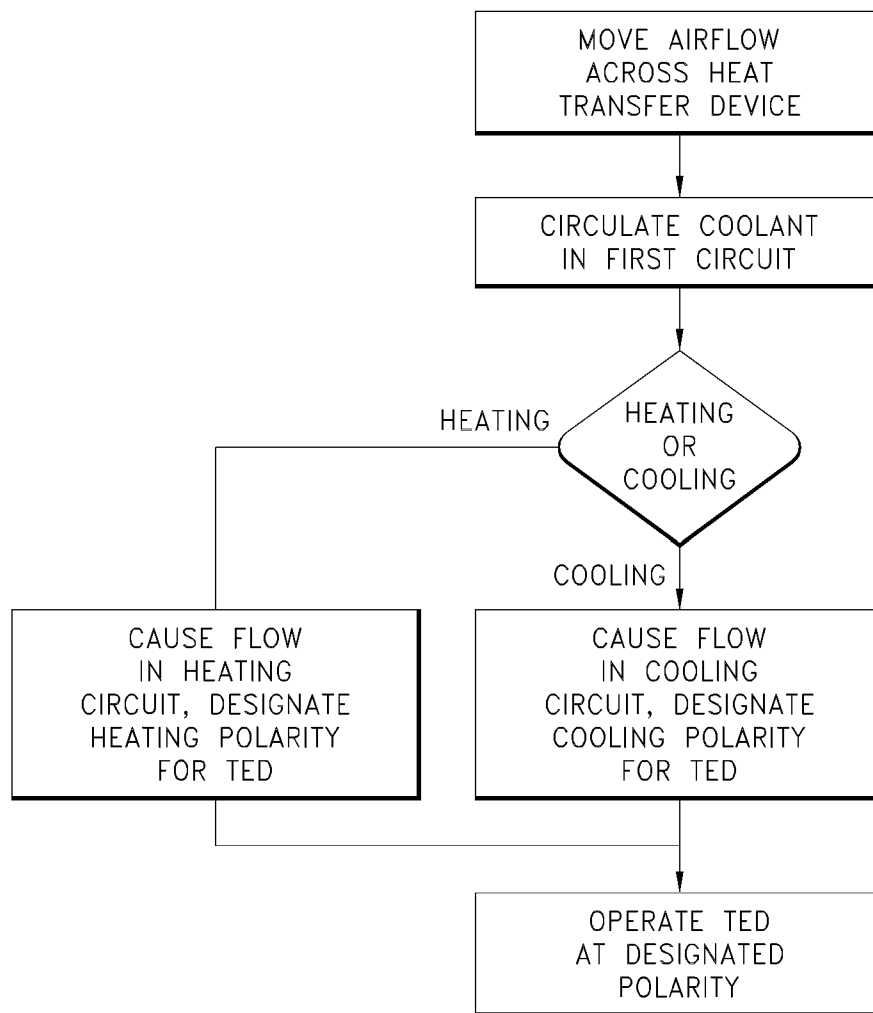 MOVE AIRFLOW
ACROSS HEAT
TRANSFER DEVICE
CIRCULATE COOLANT
IN FIRST CIRCUIT
HEATING
HEATING
OR
COOLING
COOLING
CAUSE FLOW
IN HEATING
CIRCUIT, DESIGNATE
HEATING POLARITY
FOR TED
CAUSE FLOW
IN COOLING
CIRCUIT, DESIGNATE
COOLING POLARITY
FOR TED
OPERATE TED
AT DESIGNATED
POLARITY